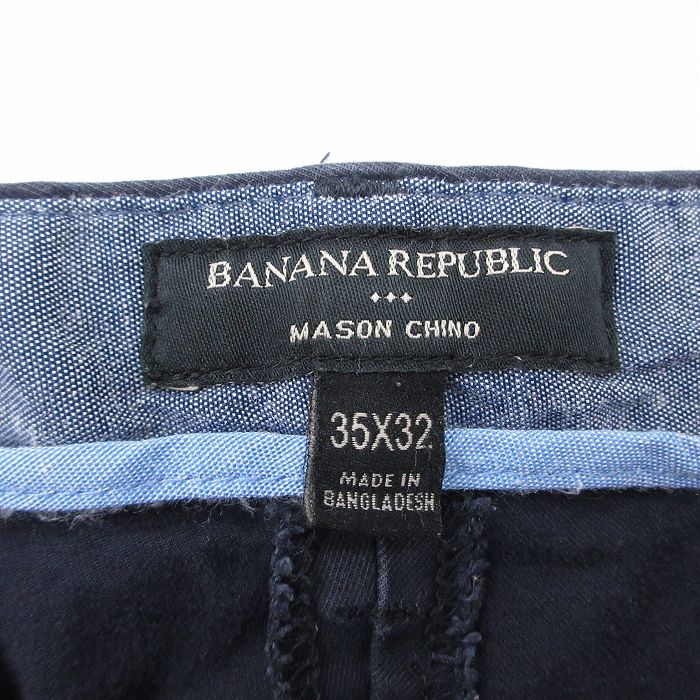 BANANA REPUBLIC
MASON CHINO
35X32
MADE IN
BANGLADESH